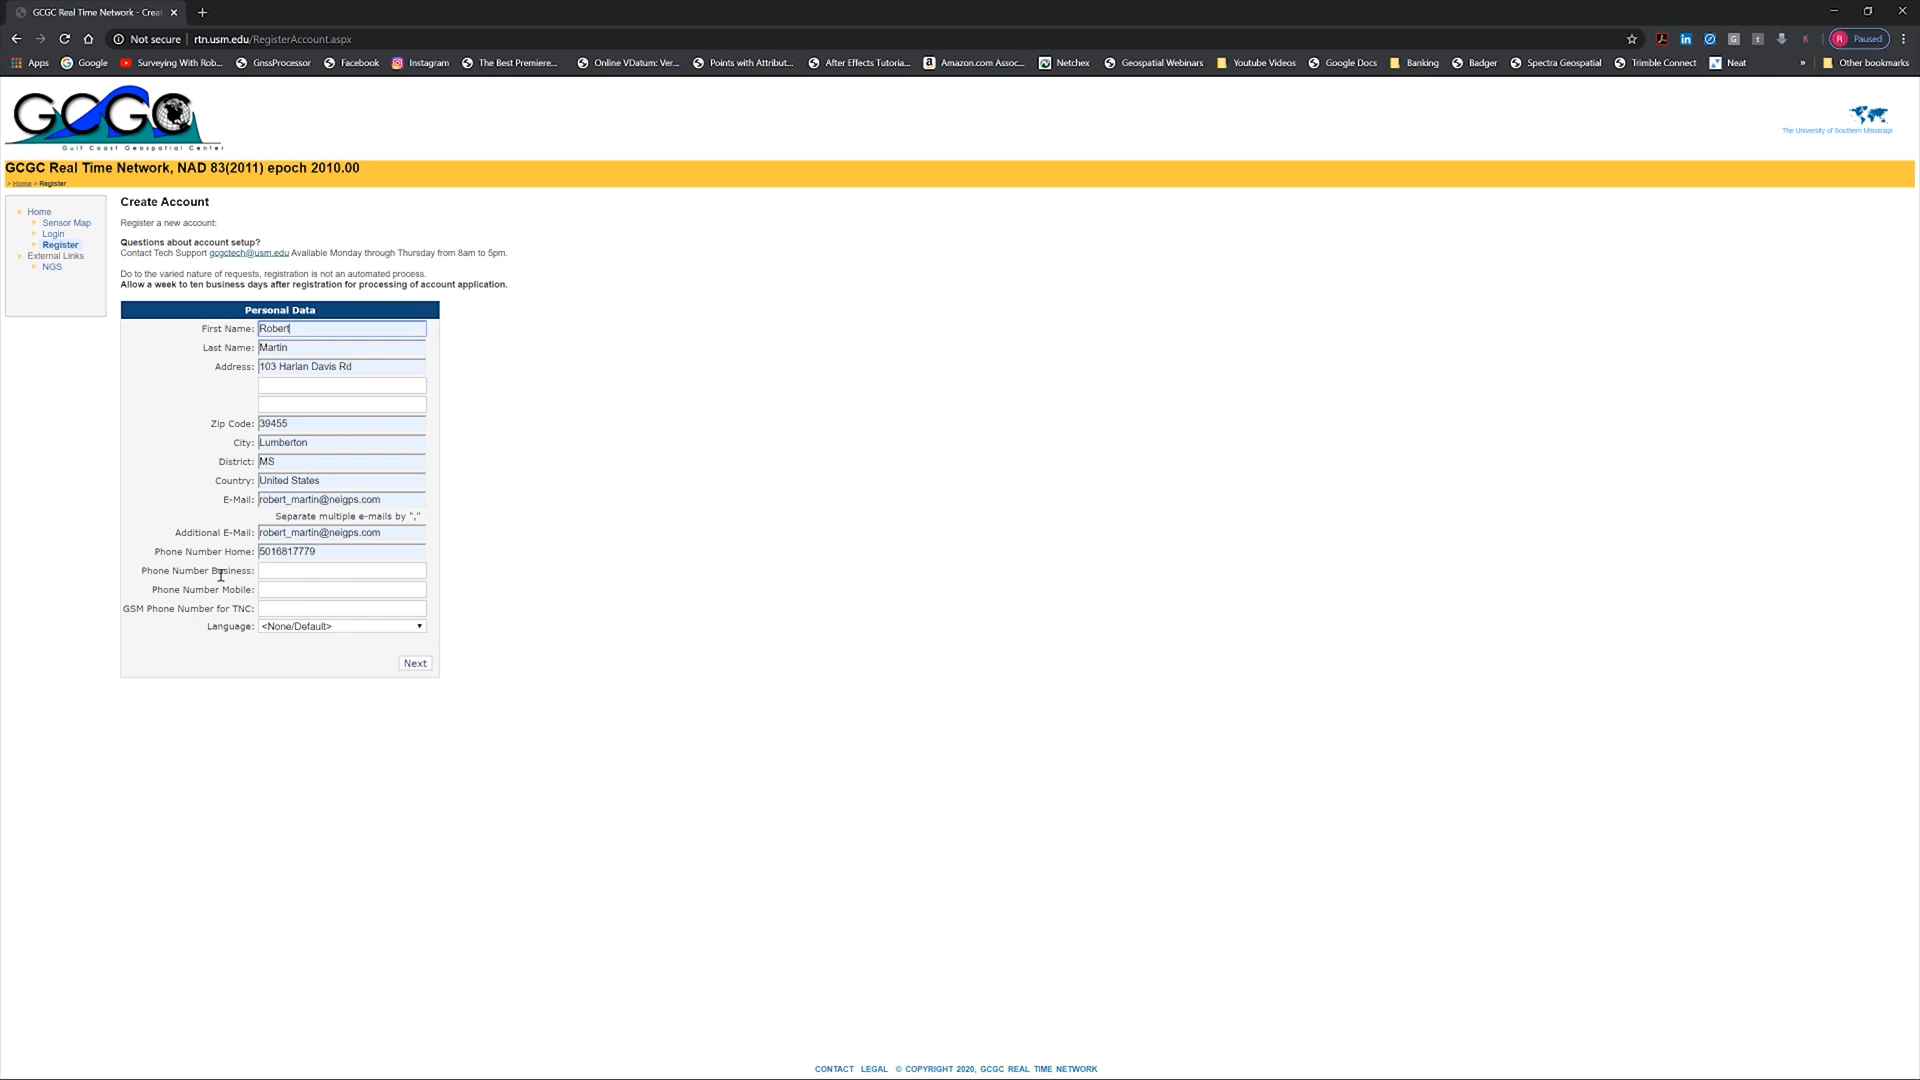 GCGC Real Time Network - Crea
Not secure | rtn.usm.edu/RegisterAccount.aspx
R Paused
Apps Google Surveying With Rob... GnssProcessor Facebook Instagram The Best Premiere... Online VDatum: Ver... Points with Attribut... After Effects Tutoria... Amazon.com Assoc... Netchex Geospatial Webinars Youtube Videos Google Docs Banking Badger Spectra Geospatial Trimble Connect Neat » Other bookmarks
GCGC
Gulf Coast Geospatial Center
The University of Southern Mississippi
GCGC Real Time Network, NAD 83(2011) epoch 2010.00
> Home > Register
Home
Sensor Map
Login
Register
External Links
NGS
Create Account
Register a new account:
Questions about account setup?
Contact Tech Support gcgctech@usm.edu Available Monday through Thursday from 8am to 5pm.
Do to the varied nature of requests, registration is not an automated process.
Allow a week to ten business days after registration for processing of account application.
Personal Data
First Name: Robert
Last Name: Martin
Address: 103 Harlan Davis Rd
Zip Code: 39455
City: Lumberton
District: MS
Country: United States
E-Mail: robert_martin@neigps.com
Separate multiple e-mails by ","
Additional E-Mail: robert_martin@neigps.com
Phone Number Home: 5016817779
Phone Number Business:
Phone Number Mobile:
GSM Phone Number for TNC:
Language: <None/Default>
Next
CONTACT LEGAL © COPYRIGHT 2020, GCGC REAL TIME NETWORK